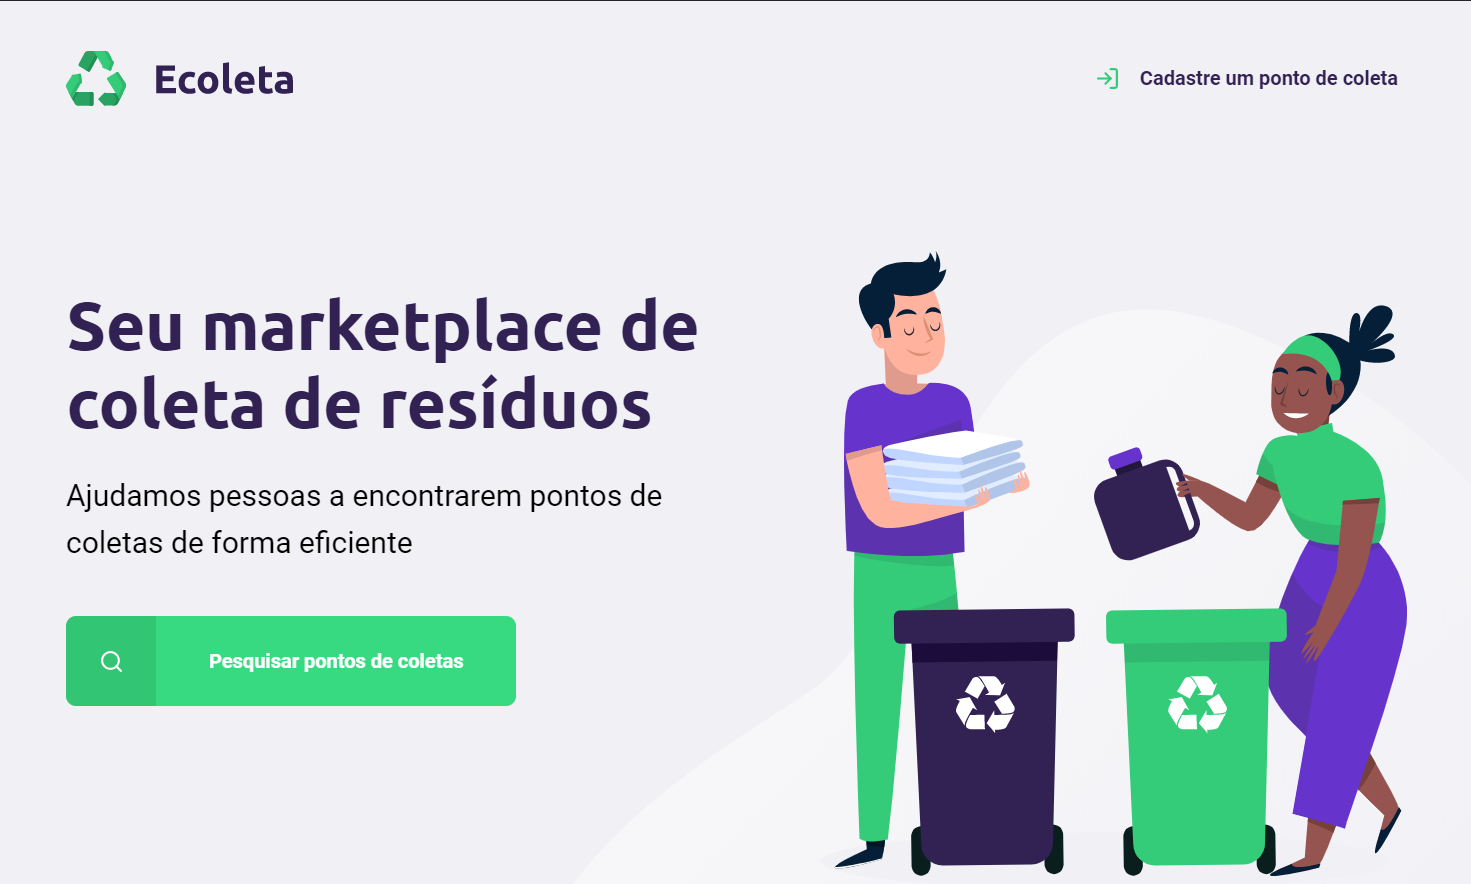 Ecoleta
Cadastre um ponto de coleta
Seu marketplace de
coleta de resíduos
Ajudamos pessoas a encontrarem pontos de
coletas de forma eficiente
Pesquisar pontos de coletas